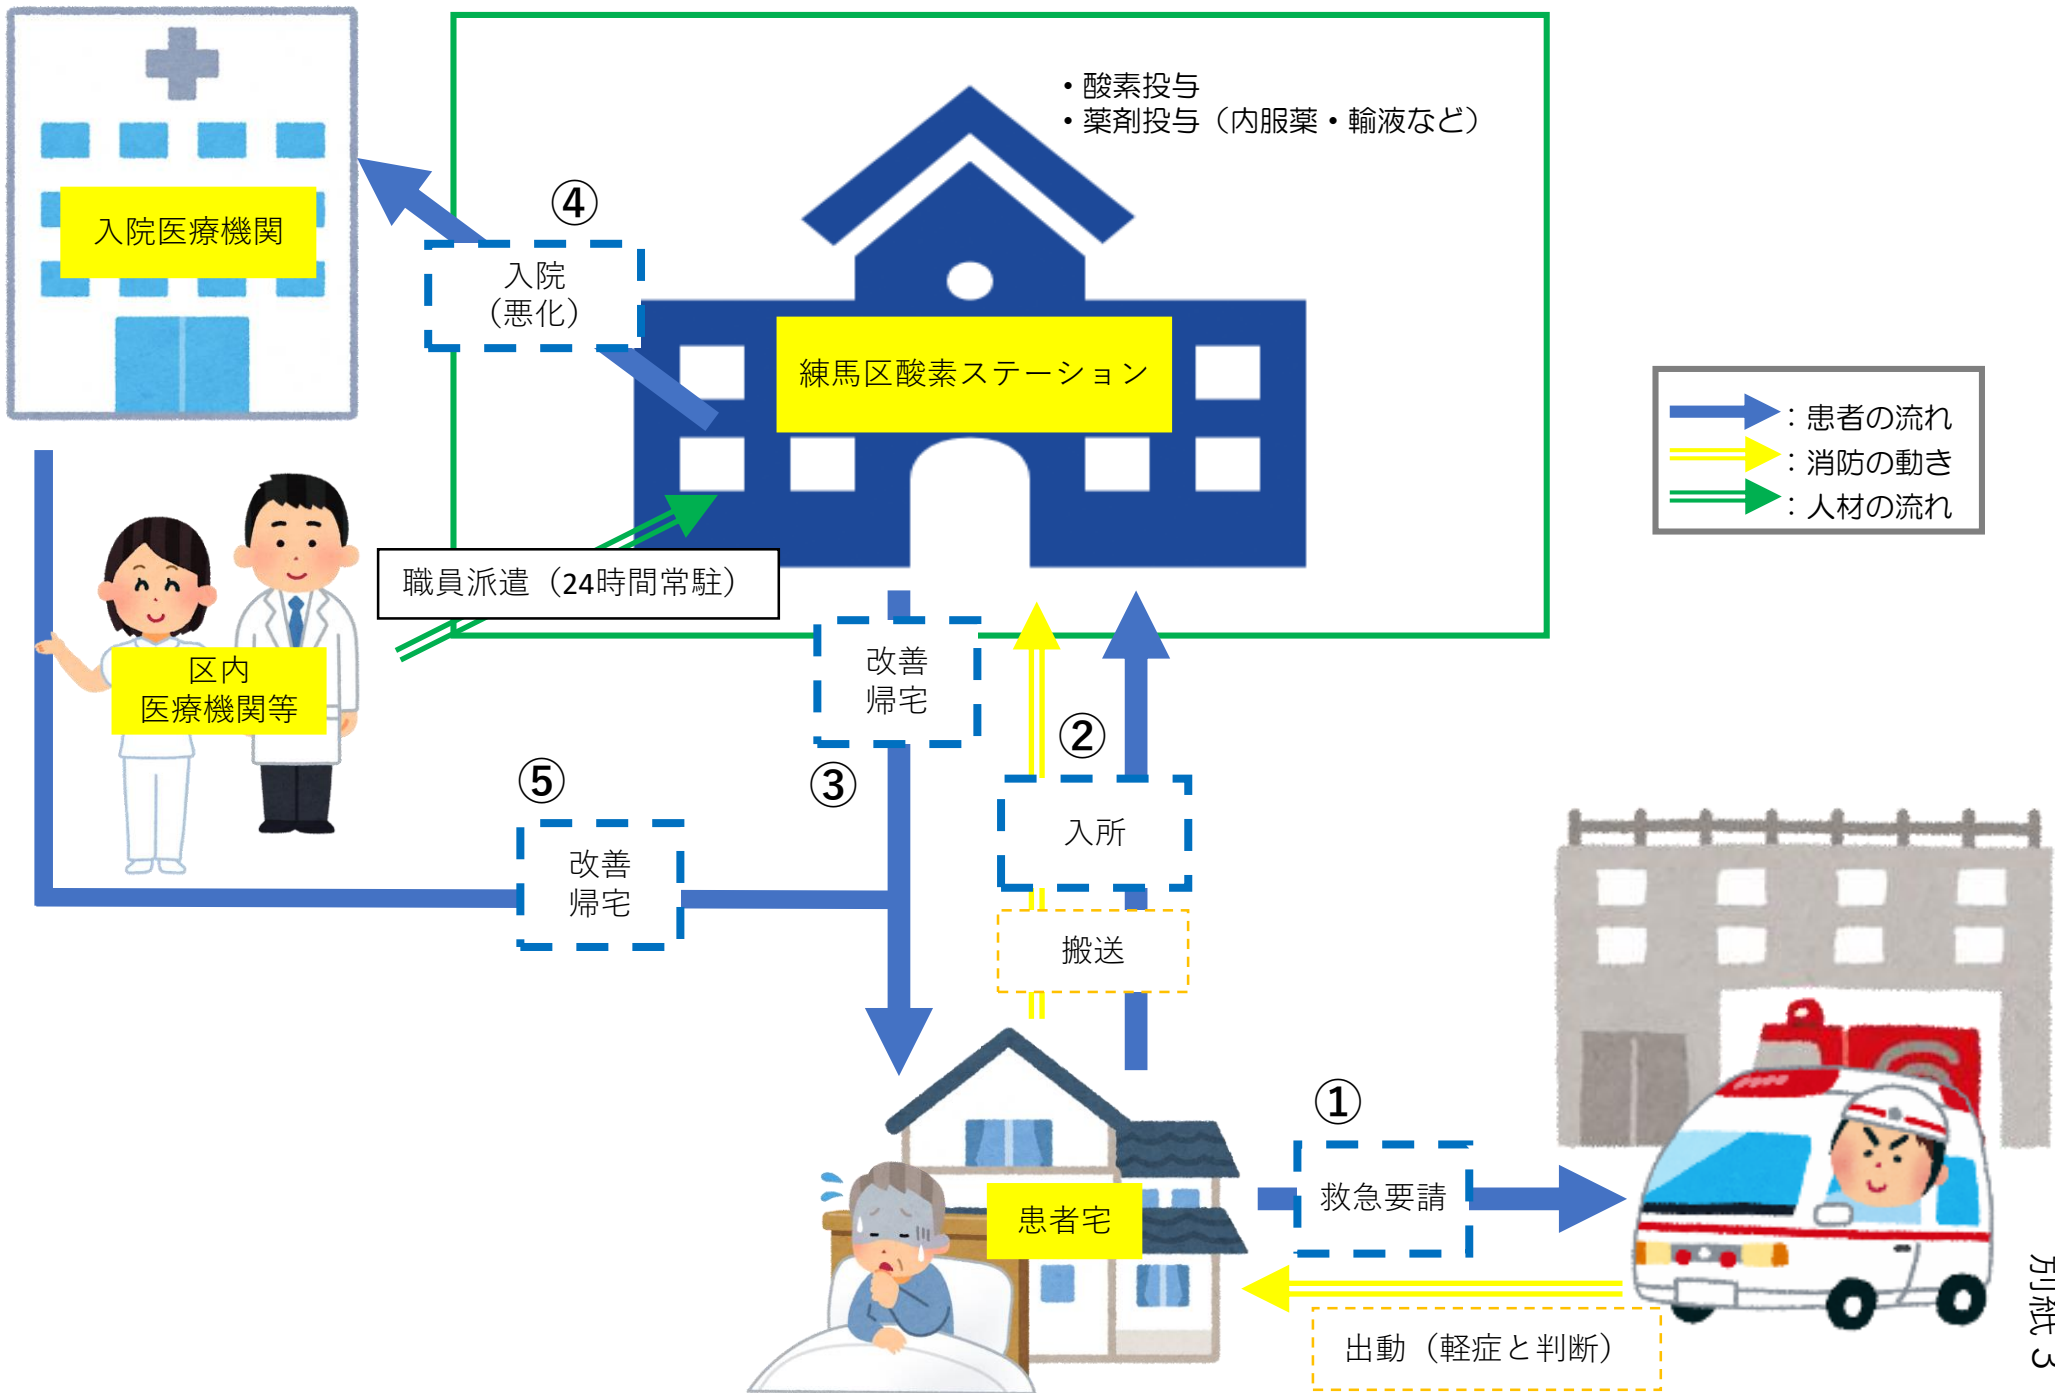 ・酸素投与
・薬剤投与（内服薬・輸液など）
入院医療機関
④
入院
（悪化）
練馬区酸素ステーション
：患者の流れ
：消防の動き
：人材の流れ
職員派遣（24時間常駐）
区内
医療機関等
改善
帰宅
③
②
入所
搬送
⑤
改善
帰宅
①
救急要請
患者宅
出動（軽症と判断）
別紙３